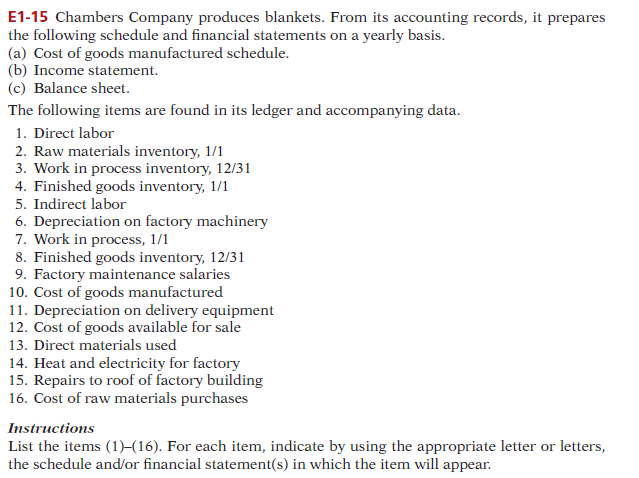 E1-15 Chambers Company produces blankets. From its accounting records, it prepares
the following schedule and financial statements on a yearly basis.
(a) Cost of goods manufactured schedule.
(b) Income statement.
(c) Balance sheet.
The following items are found in its ledger and accompanying data.
1. Direct labor
2. Raw materials inventory, 1/1
3. Work in process inventory, 12/31
4. Finished goods inventory, 1/1
5. Indirect labor
6. Depreciation on factory machinery
7. Work in process, 1/1
8. Finished goods inventory, 12/31
9. Factory maintenance salaries
10. Cost of goods manufactured
11. Depreciation on delivery equipment
12. Cost of goods available for sale
13. Direct materials used
14. Heat and electricity for factory
15. Repairs to roof of factory building
16. Cost of raw materials purchases
Instructions
List the items (1)–(16). For each item, indicate by using the appropriate letter or letters,
the schedule and/or financial statement(s) in which the item will appear.